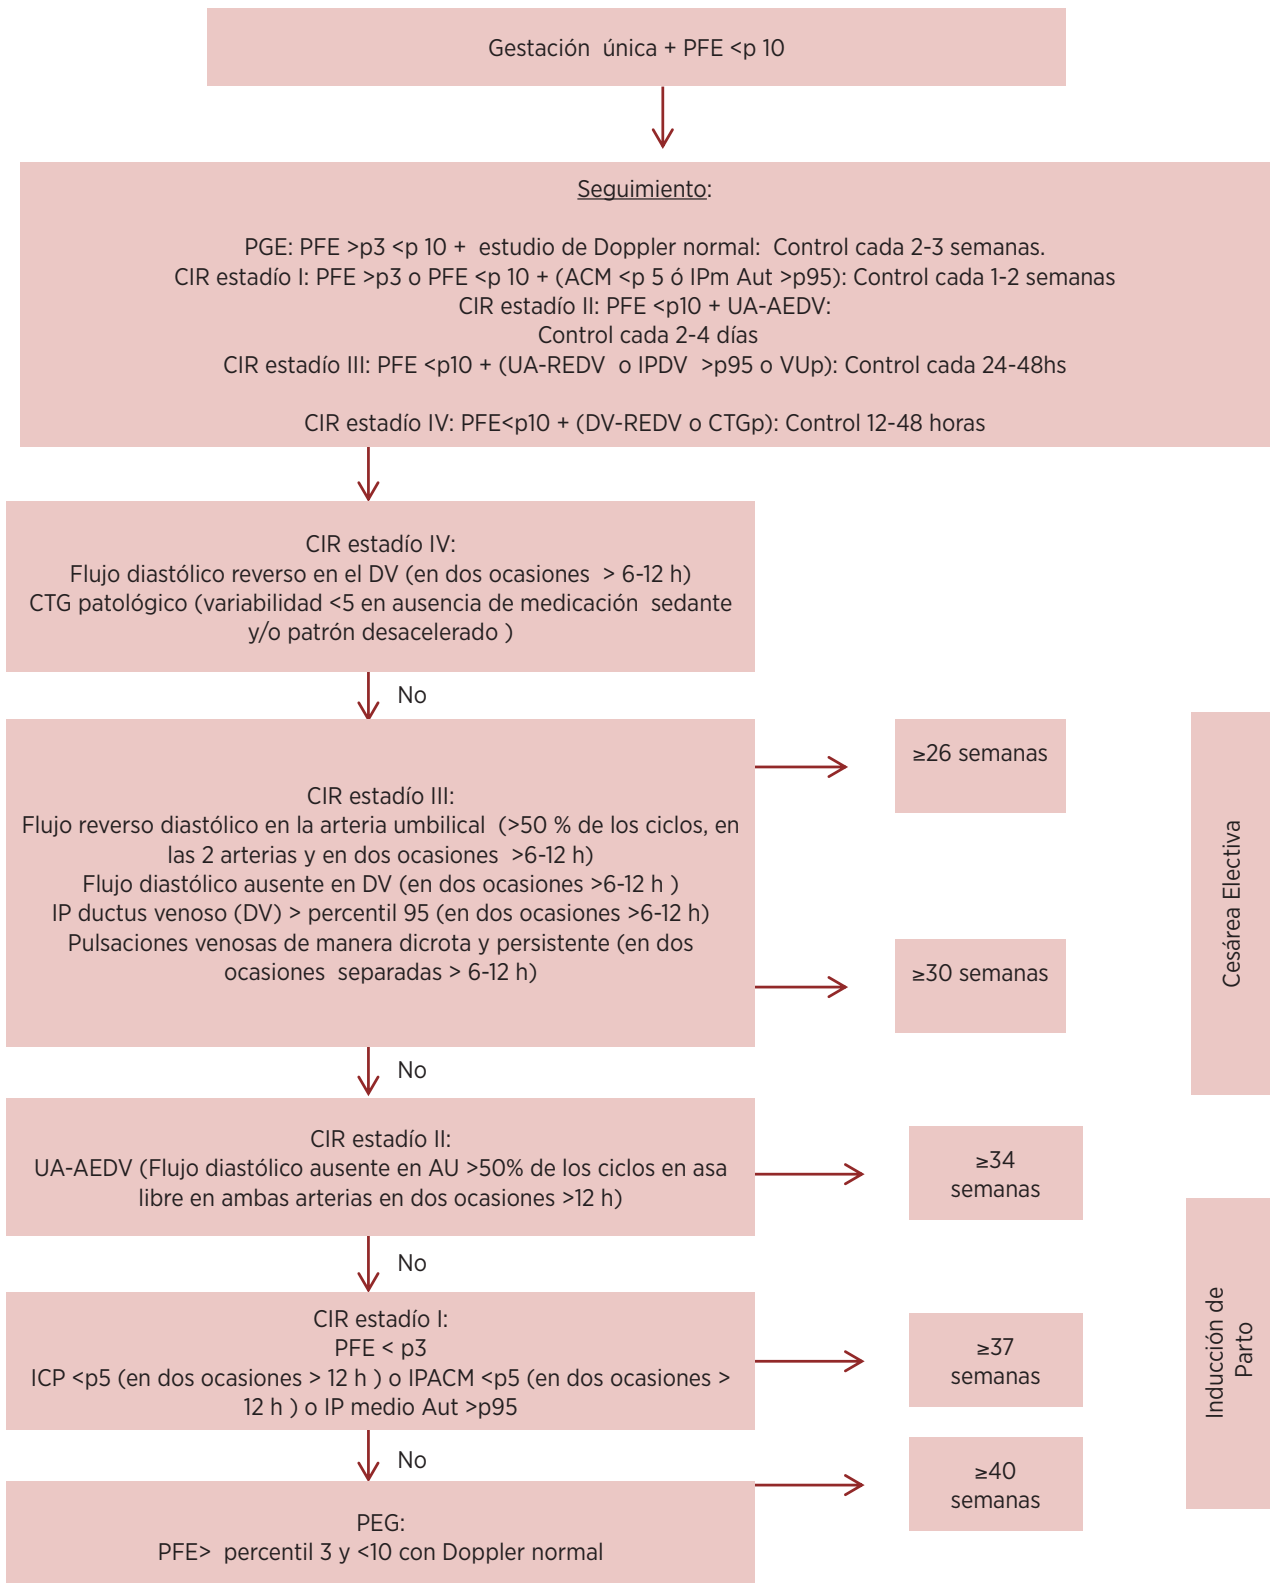 Gestación única + PFE <p 10
Seguimiento:
PGE: PFE >p3 <p 10 + estudio de Doppler normal: Control cada 2-3 semanas.
CIR estadío I: PFE >p3 o PFE <p 10 + (ACM <p 5 ó IPm Aut >p95): Control cada 1-2 semanas
CIR estadío II: PFE <p10 + UA-AEDV:
Control cada 2-4 días
CIR estadío III: PFE <p10 + (UA-REDV o IPDV >p95 o VUp): Control cada 24-48hs
CIR estadío IV: PFE<p10 + (DV-REDV o CTGp): Control 12-48 horas
CIR estadío IV:
Flujo diastólico reverso en el DV (en dos ocasiones > 6-12 h)
CTG patológico (variabilidad <5 en ausencia de medicación sedante
y/o patrón desacelerado )
No
CIR estadío III:
Flujo reverso diastólico en la arteria umbilical (>50 % de los ciclos, en
las 2 arterias y en dos ocasiones >6-12 h)
Flujo diastólico ausente en DV (en dos ocasiones >6-12 h )
IP ductus venoso (DV) > percentil 95 (en dos ocasiones >6-12 h)
Pulsaciones venosas de manera dicrota y persistente (en dos
ocasiones separadas > 6-12 h)
≥26 semanas
≥30 semanas
Cesárea Electiva
No
CIR estadío II:
UA-AEDV (Flujo diastólico ausente en AU >50% de los ciclos en asa
libre en ambas arterias en dos ocasiones >12 h)
≥34
semanas
No
CIR estadío I:
PFE < p3
ICP <p5 (en dos ocasiones > 12 h ) o IPACM <p5 (en dos ocasiones >
12 h ) o IP medio Aut >p95
≥37
semanas
Inducción de
Parto
No
≥40
semanas
PEG:
PFE> percentil 3 y <10 con Doppler normal